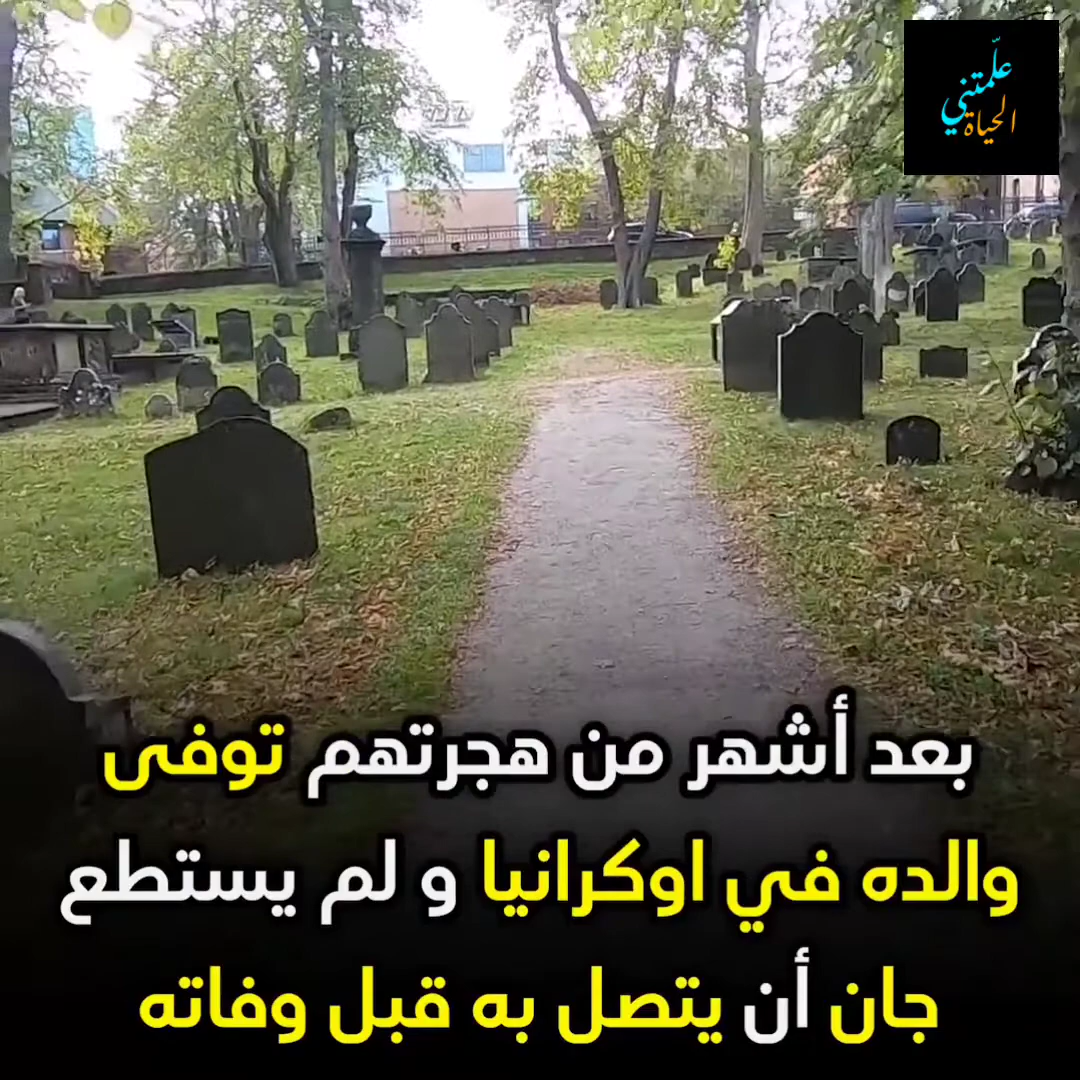 علّمتني
الحياة
بعد أشهر من هجرتهم توفى
والده في اوكرانيا و لم يستطع
جان أن يتصل به قبل وفاته